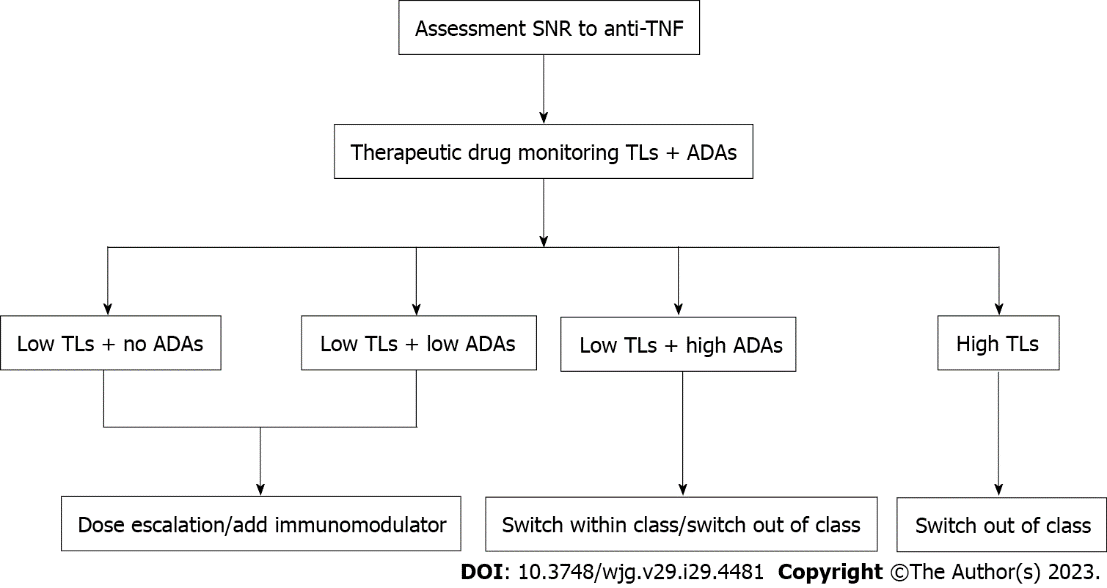 Assessment SNR to anti-TNF
Therapeutic drug monitoring TLs + ADAs
Low TLs + no ADAs
Low TLs + low ADAs
Low TLs + high ADAs
High TLs
Dose escalation/add immunomodulator
Switch within class/switch out of class
Switch out of class
DOI: 10.3748/wjg.v29.i29.4481 Copyright ©The Author(s) 2023.